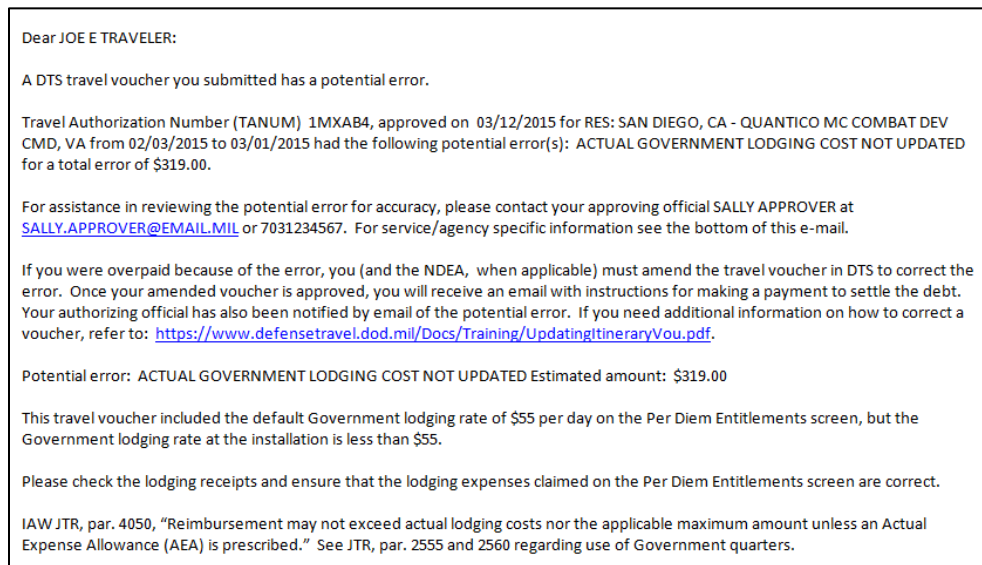 Dear JOE E TRAVELER:
A DTS travel voucher you submitted has a potential error.
Travel Authorization Number (TANUM)  1MXAB4, approved on  03/12/2015 for RES: SAN DIEGO, CA - QUANTICO MC COMBAT DEV
CMD, VA from 02/03/2015 to 03/01/2015 had the following potential error(s):  ACTUAL GOVERNMENT LODGING COST NOT UPDATED
for a total error of $319.00.
For assistance in reviewing the potential error for accuracy, please contact your approving official SALLY APPROVER at
SALLY.APPROVER@EMAIL.MIL or 7031234567.  For service/agency specific information see the bottom of this e-mail.
If you were overpaid because of the error, you (and the NDEA,  when applicable) must amend the travel voucher in DTS to correct the
error.  Once your amended voucher is approved, you will receive an email with instructions for making a payment to settle the debt.
Your authorizing official has also been notified by email of the potential error.  If you need additional information on how to correct a
voucher, refer to:  https://www.defensetravel.dod.mil/Docs/Training/UpdatingItineraryVou.pdf.
Potential error:  ACTUAL GOVERNMENT LODGING COST NOT UPDATED Estimated amount:  $319.00
This travel voucher included the default Government lodging rate of $55 per day on the Per Diem Entitlements screen, but the
Government lodging rate at the installation is less than $55.
Please check the lodging receipts and ensure that the lodging expenses claimed on the Per Diem Entitlements screen are correct.
IAW JTR, par. 4050, “Reimbursement may not exceed actual lodging costs nor the applicable maximum amount unless an Actual
Expense Allowance (AEA) is prescribed.”  See JTR, par. 2555 and 2560 regarding use of Government quarters.